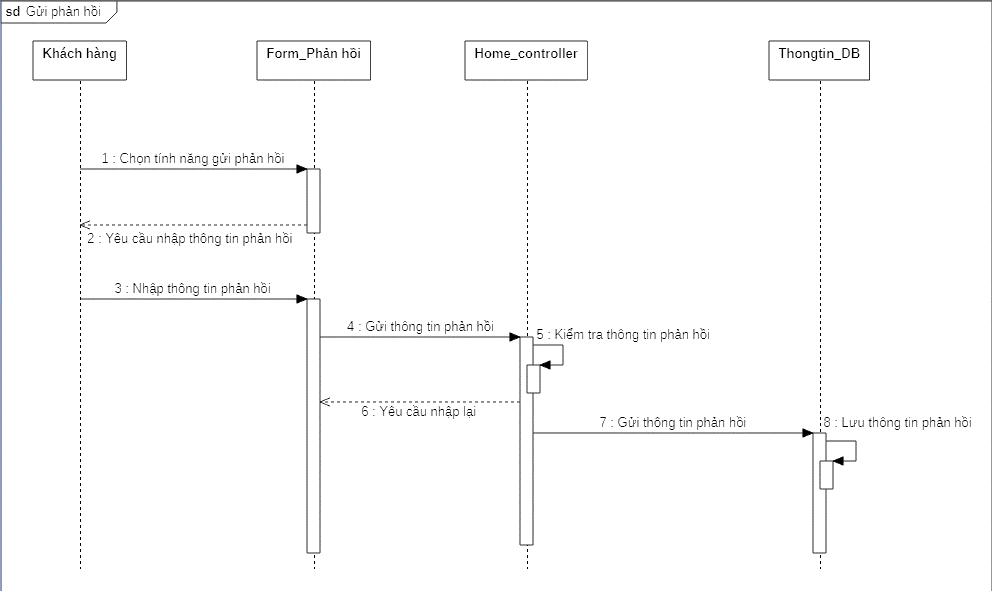 sd Gửi phản hồi
Khách hàng
Form_Phản hồi
Home_controller
Thongtin_DB
1 : Chọn tính năng gửi phản hồi
2 : Yêu cầu nhập thông tin phản hồi
3 : Nhập thông tin phản hồi
4 : Gửi thông tin phản hồi
5 : Kiểm tra thông tin phản hồi
6 : Yêu cầu nhập lại
7 : Gửi thông tin phản hồi
8 : Lưu thông tin phản hồi